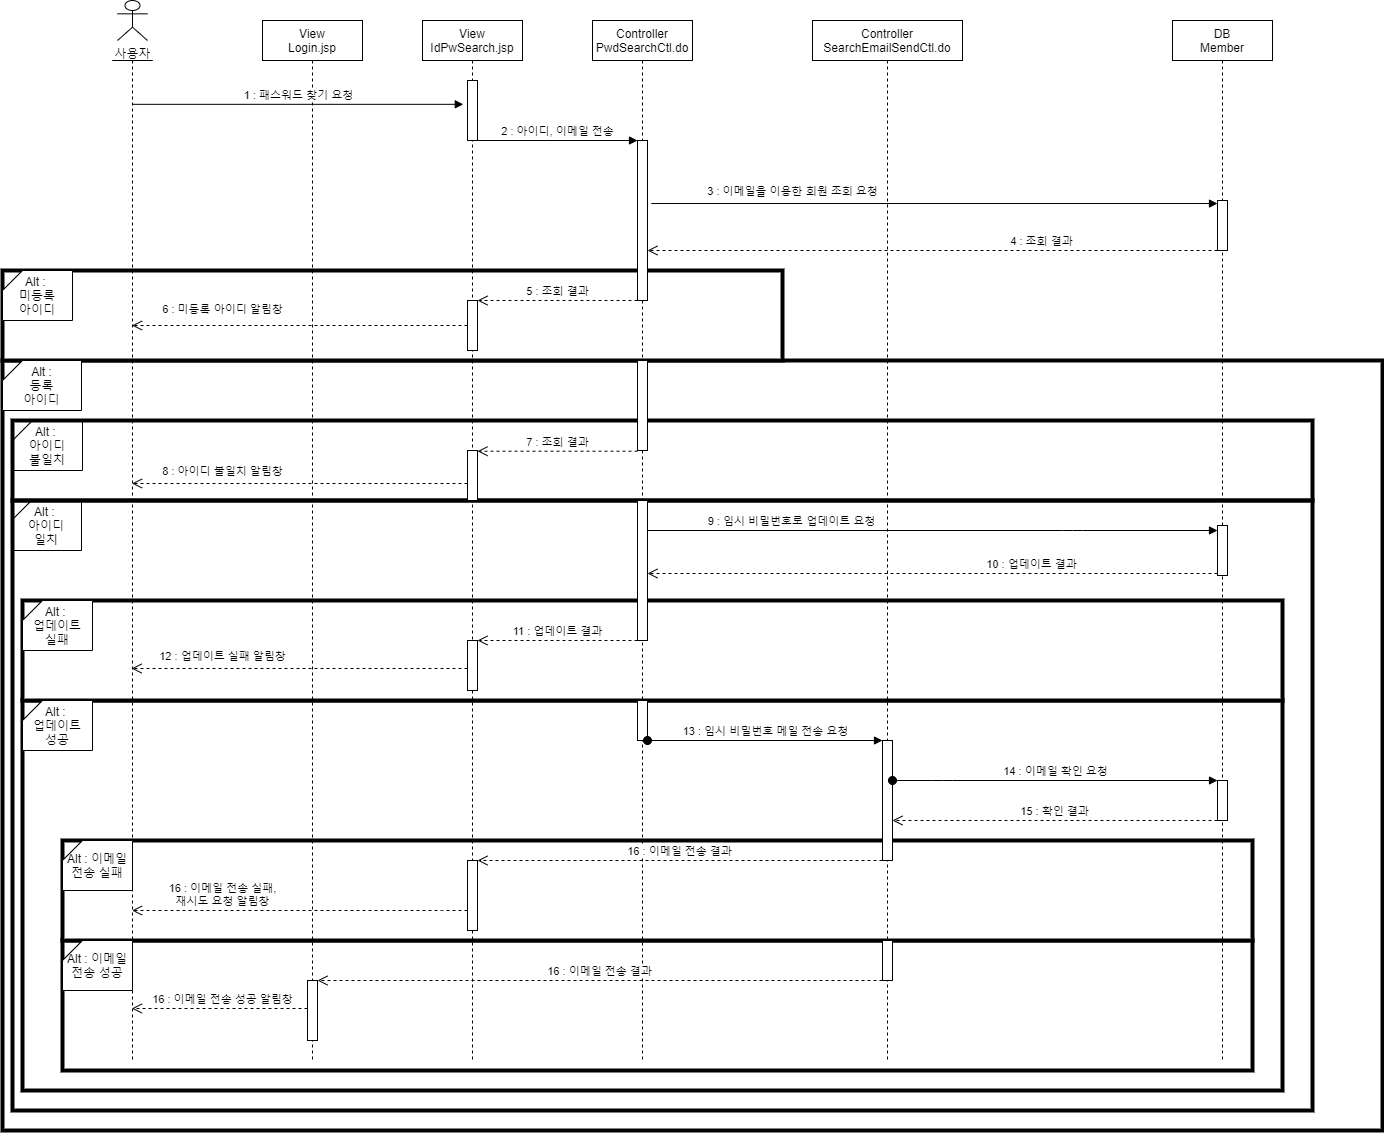 사용자
View
Login.jsp
View
IdPwSearch.jsp
Controller
PwdSearchCtl.do
Controller
SearchEmailSendCtl.do
DB
Member
1 : 패스워드 찾기 요청
2 : 아이디, 이메일 전송
3 : 이메일을 이용한 회원 조회 요청
4 : 조회 결과
Alt :
미등록
아이디
5 : 조회 결과
6 : 미등록 아이디 알림창
Alt :
등록
아이디
Alt :
아이디
불일치
7 : 조회 결과
8 : 아이디 불일치 알림창
Alt :
아이디
일치
9 : 임시 비밀번호로 업데이트 요청
10 : 업데이트 결과
Alt :
업데이트
실패
11 : 업데이트 결과
12 : 업데이트 실패 알림창
Alt :
업데이트
성공
13 : 임시 비밀번호 메일 전송 요청
14 : 이메일 확인 요청
15 : 확인 결과
Alt : 이메일
전송 실패
16 : 이메일 전송 결과
16 : 이메일 전송 실패,
재시도 요청 알림창
Alt : 이메일
전송 성공
16 : 이메일 전송 결과
16 : 이메일 전송 성공 알림창